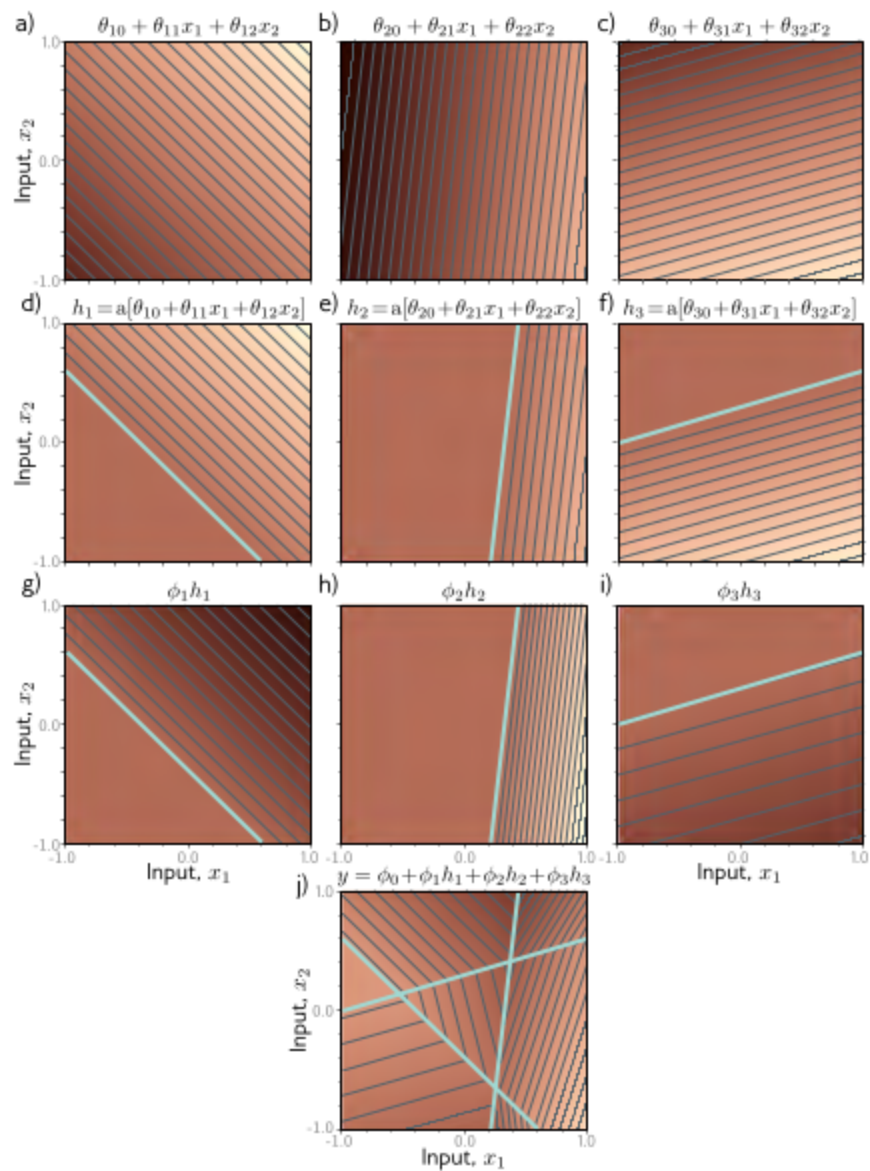 a) θ₁₀ + θ₁₁x₁ + θ₁₂x₂
b) θ₂₀ + θ₂₁x₁ + θ₂₂x₂
c) θ₃₀ + θ₃₁x₁ + θ₃₂x₂
1.0
0.0
-1.0
Input, x₂
d) h₁=a[θ₁₀+θ₁₁x₁+θ₁₂x₂]
e) h₂=a[θ₂₀+θ₂₁x₁+θ₂₂x₂]
f) h₃=a[θ₃₀+θ₃₁x₁+θ₃₂x₂]
1.0
0.0
-1.0
Input, x₂
g) ϕ₁h₁
h) ϕ₂h₂
i) ϕ₃h₃
1.0
0.0
-1.0
Input, x₂
-1.0 0.0 1.0
-1.0 0.0 1.0
-1.0 0.0 1.0
Input, x₁
Input, x₁
j) y = ϕ₀+ϕ₁h₁+ϕ₂h₂+ϕ₃h₃
1.0
0.0
-1.0
Input, x₂
-1.0 0.0 1.0
Input, x₁